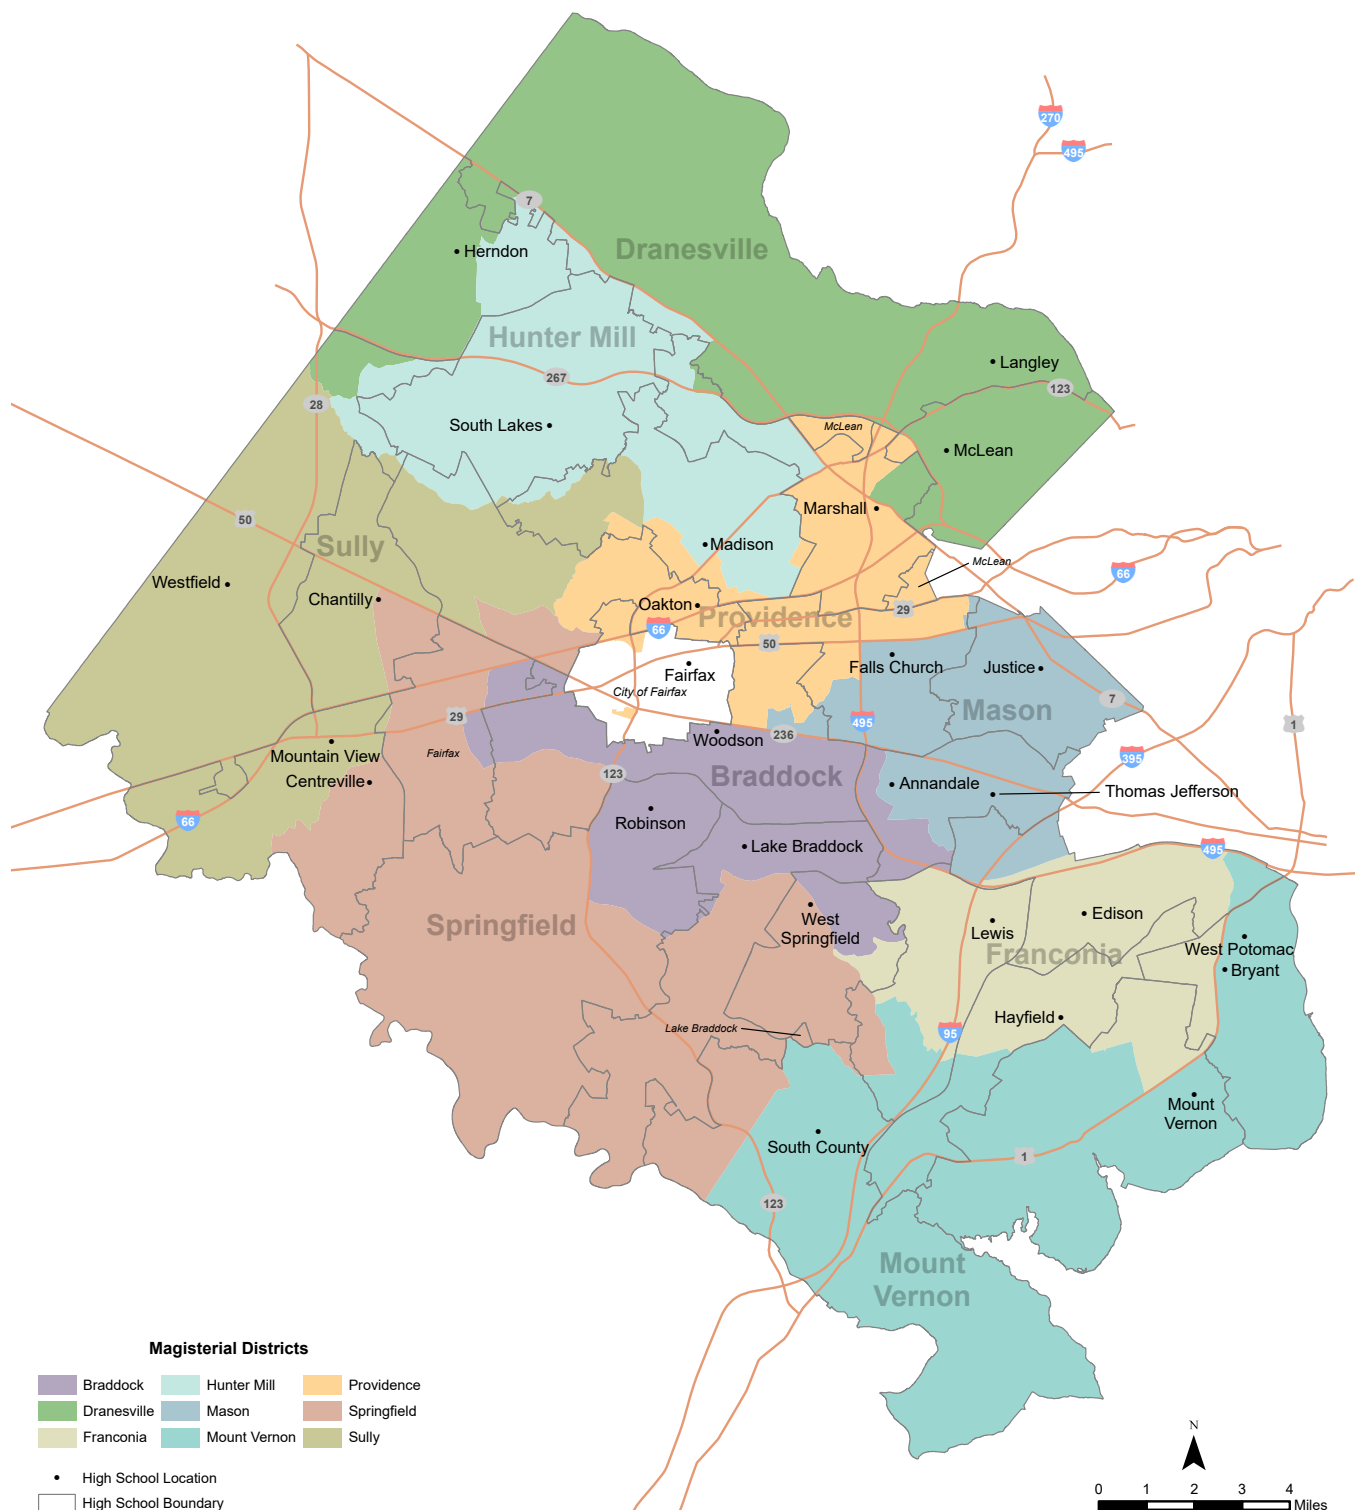 270
495
7
Dranesville
Herndon
Hunter Mill
Langley
267
123
28
South Lakes
McLean
McLean
Marshall
50
Sully
Madison
McLean
66
Westfield
Chantilly
Oakton
Providence
29
66
50
Falls Church
Justice
Fairfax
City of Fairfax
Mason
7
29
495
1
236
Woodson
Fairfax
Mountain View
Centreville
123
Braddock
395
Annandale
Thomas Jefferson
66
Robinson
Lake Braddock
495
Springfield
West
Springfield
Lewis
Edison
Franconia
West Potomac
Bryant
Hayfield
Lake Braddock
95
Mount
Vernon
South County
1
123
Mount
Vernon
Magisterial Districts
Braddock
Hunter Mill
Providence
Dranesville
Mason
Springfield
Franconia
Mount Vernon
Sully
High School Location
High School Boundary
N
0 1 2 3 4
Miles